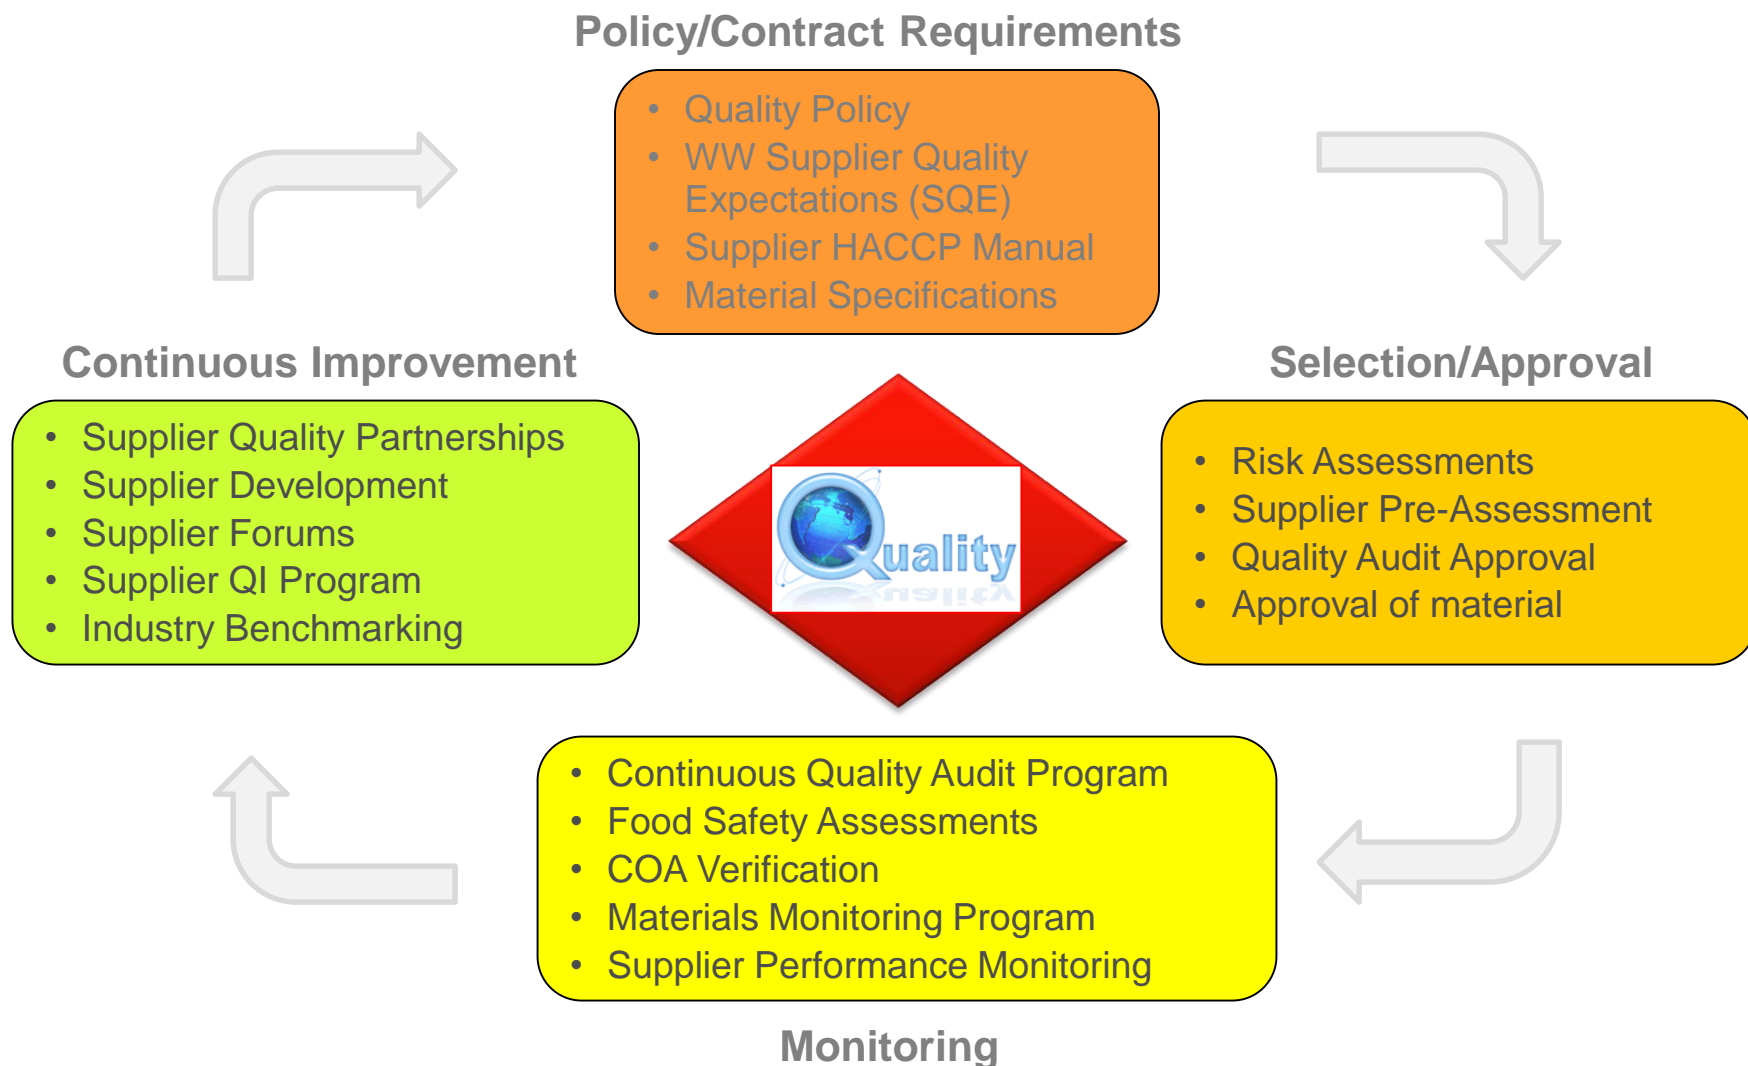 Policy/Contract Requirements
• Quality Policy
• WW Supplier Quality
Expectations (SQE)
• Supplier HACCP Manual
• Material Specifications
Continuous Improvement
• Supplier Quality Partnerships
• Supplier Development
• Supplier Forums
• Supplier QI Program
• Industry Benchmarking
Quality
Selection/Approval
• Risk Assessments
• Supplier Pre-Assessment
• Quality Audit Approval
• Approval of material
• Continuous Quality Audit Program
• Food Safety Assessments
• COA Verification
• Materials Monitoring Program
• Supplier Performance Monitoring
Monitoring